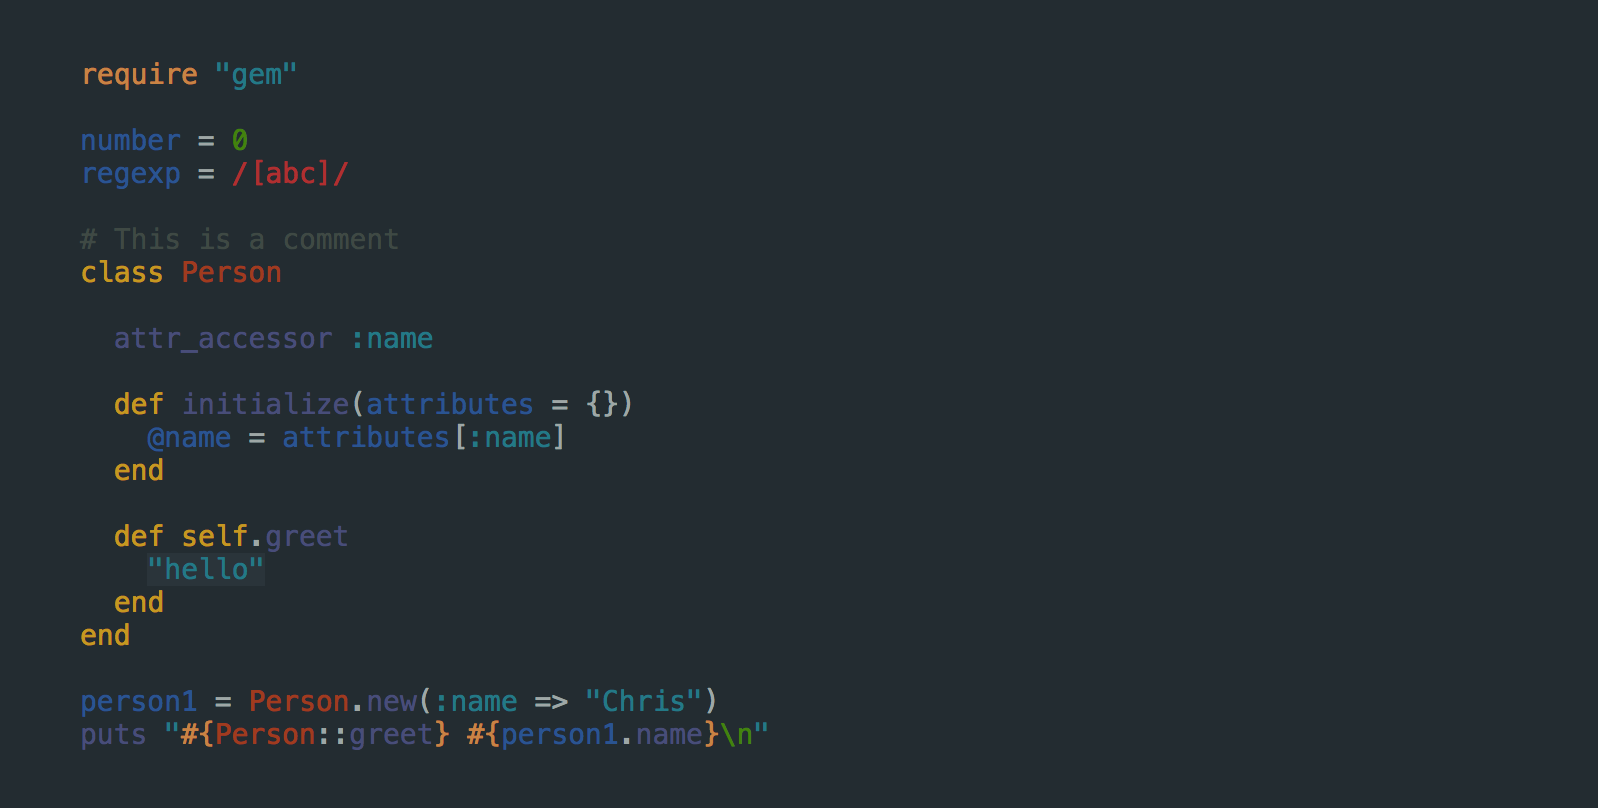 require "gem"

number = 0
regexp = /[abc]/

# This is a comment
class Person

  attr_accessor :name

  def initialize(attributes = {})
    @name = attributes[:name]
  end

  def self.greet
    "hello"
  end
end

person1 = Person.new(:name => "Chris")
puts "#{Person::greet} #{person1.name}\n"